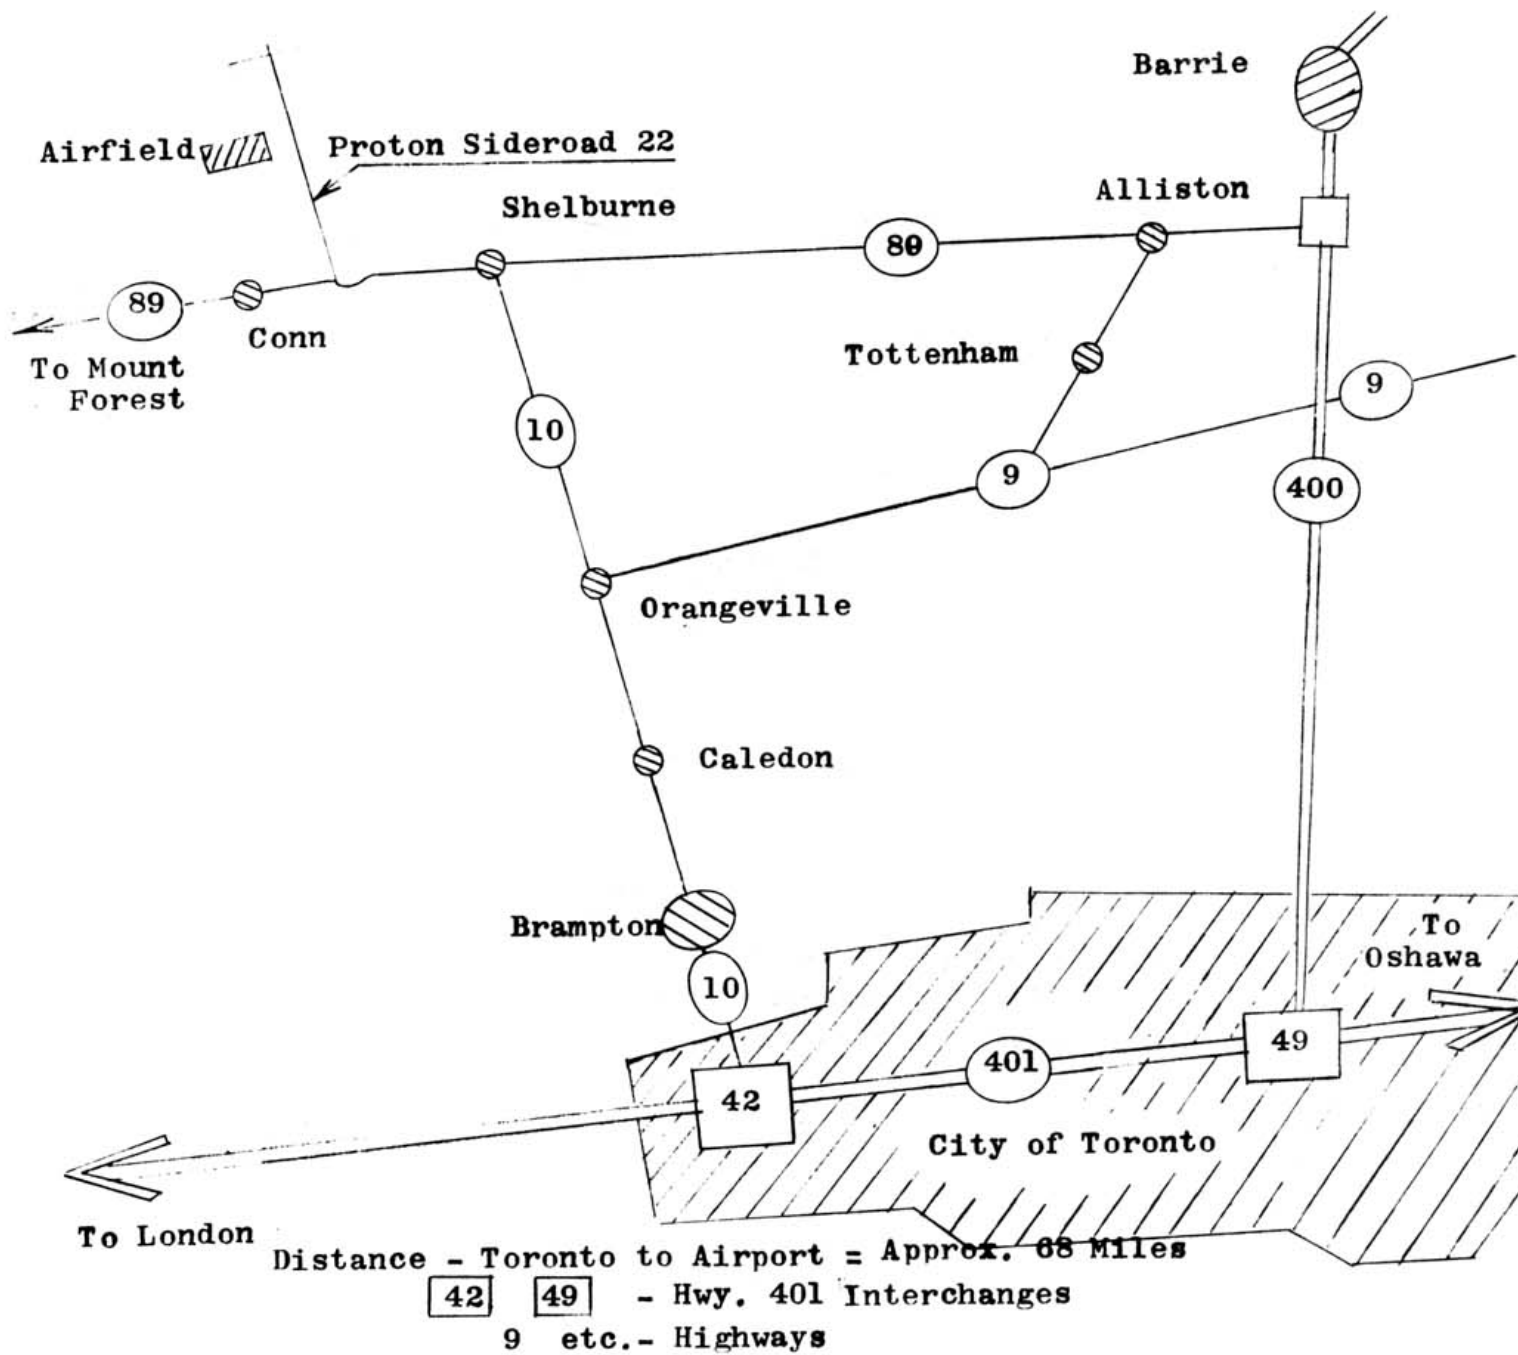 Barrie
Airfield
Proton Sideroad 22
Alliston
Shelburne
89
89
Conn
To Mount
Forest
Tottenham
9
10
9
400
Orangeville
Caledon
Brampton
10
To
Oshawa
49
401
42
City of Toronto
To London
Distance - Toronto to Airport = Approx. 68 Miles
42 49 - Hwy. 401 Interchanges
9 etc.- Highways